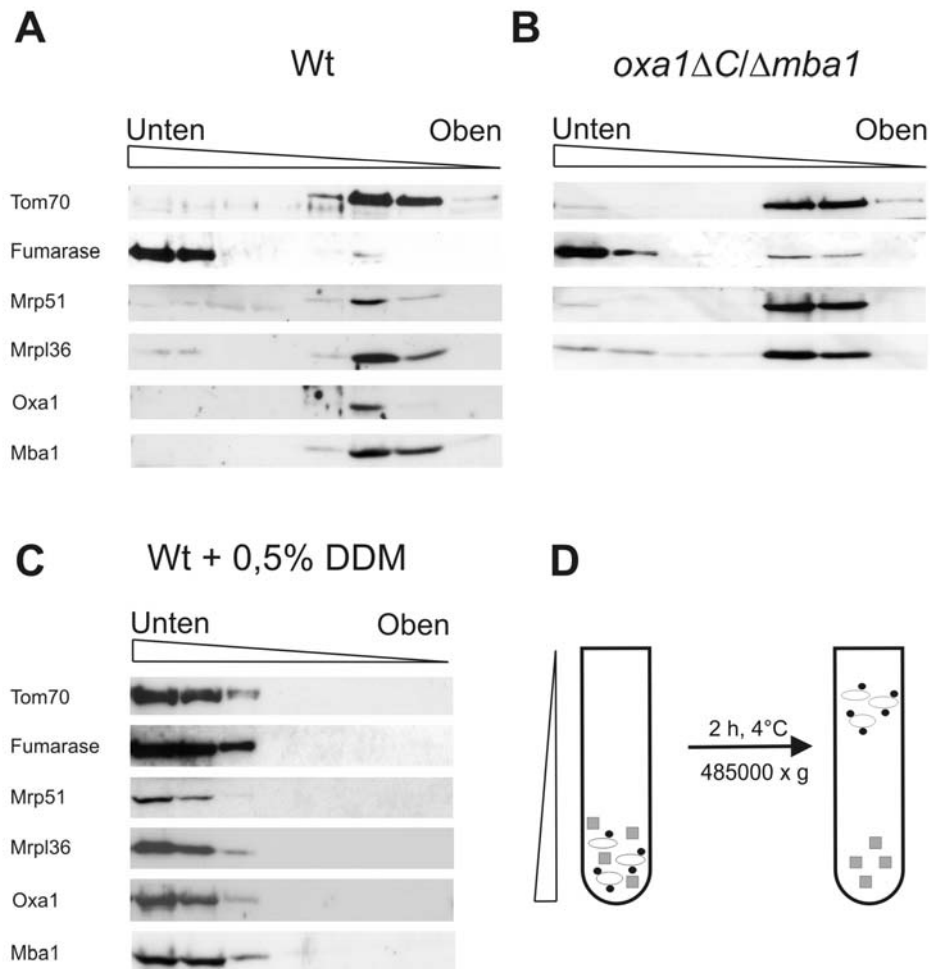 A
Wt
Unten Oben
Tom70
Fumarase
Mrp51
Mrpl36
Oxa1
Mba1
B
oxa1ΔC/Δmba1
Unten Oben
C
Wt + 0,5% DDM
Unten Oben
Tom70
Fumarase
Mrp51
Mrpl36
Oxa1
Mba1
D
2 h, 4°C
485000 x g